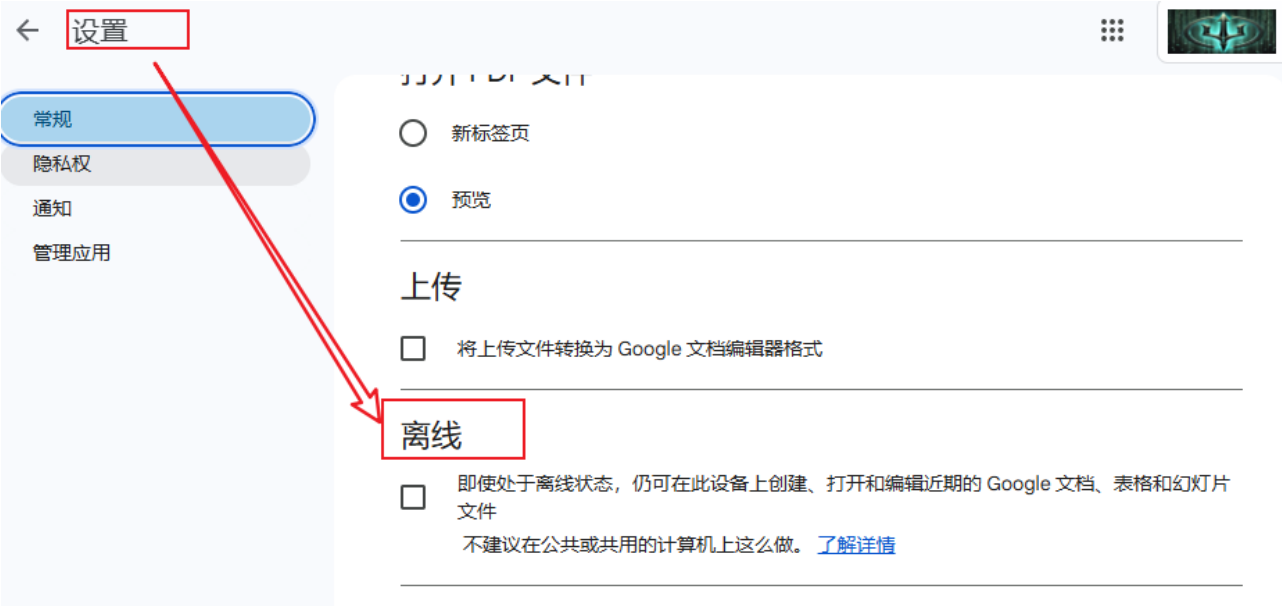 设置
常规
隐私权
通知
管理应用
打开 PDF 文件
新标签页
预览
上传
将上传文件转换为 Google 文档编辑器格式
离线
即使处于离线状态，仍可在此设备上创建、打开和编辑近期的 Google 文档、表格和幻灯片
文件
不建议在公共或共用的计算机上这么做。 了解详情